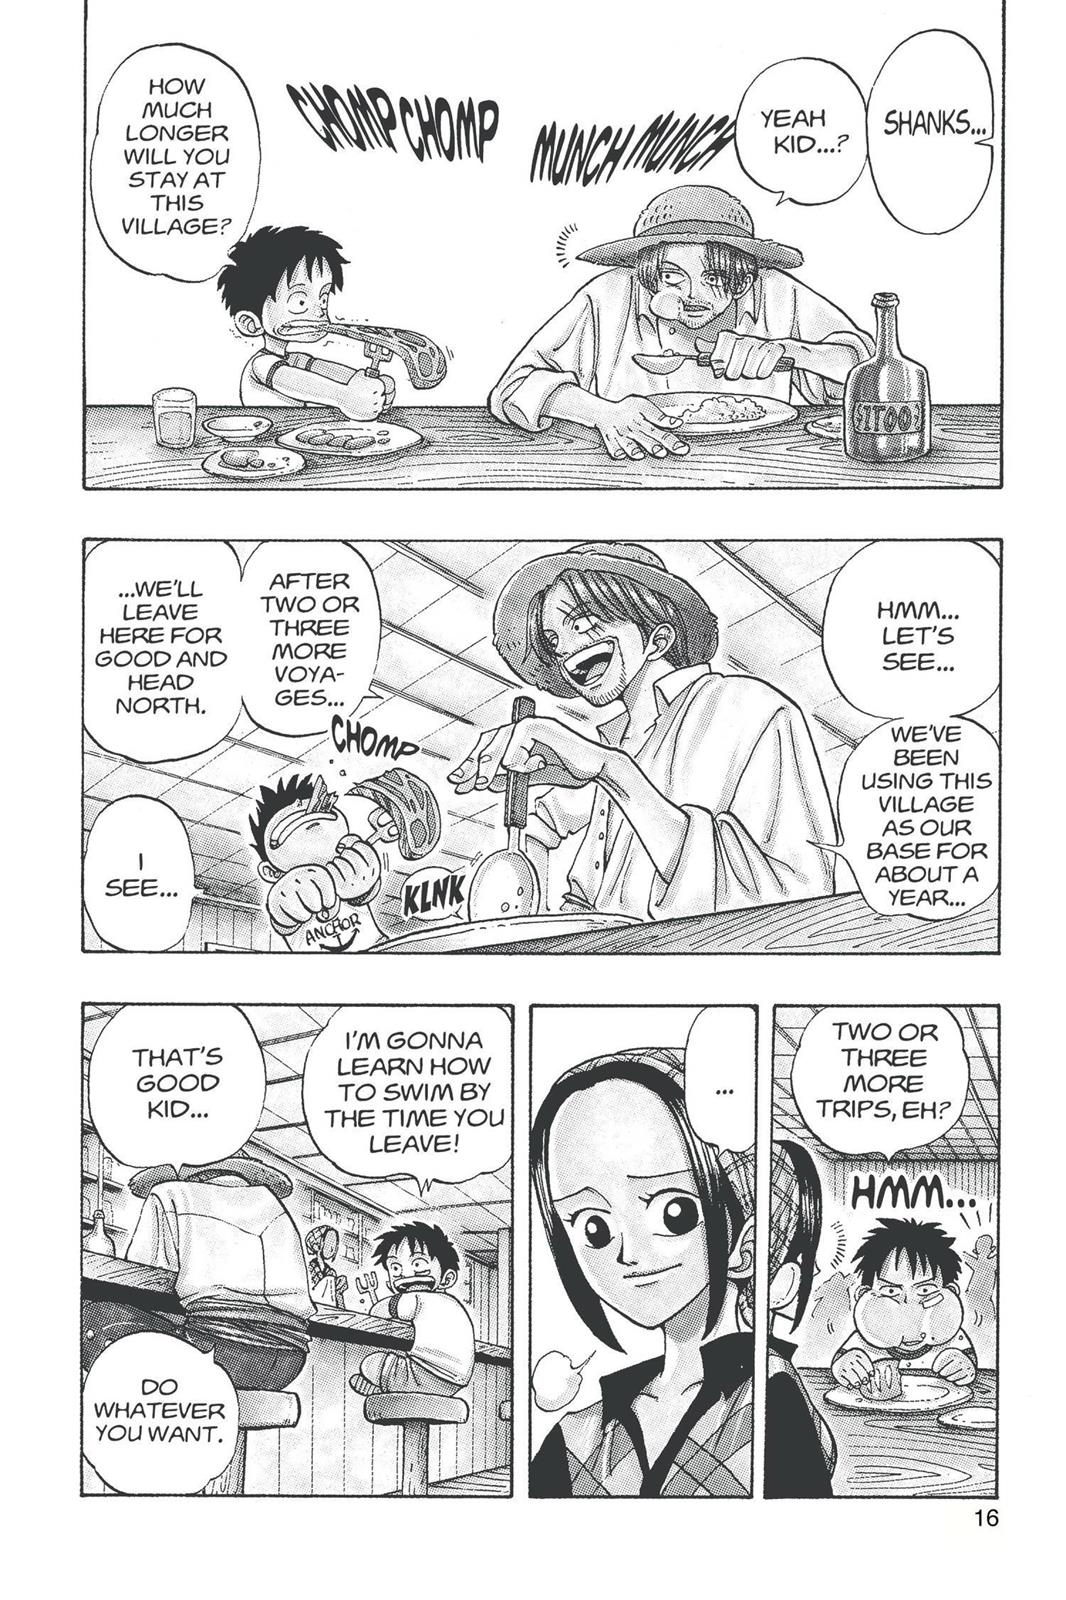 SHANKS...
YEAH
KID...?
MUNCH MUNCH
CHOMP CHOMP
HOW
MUCH
LONGER
WILL YOU
STAY AT
THIS
VILLAGE?
HMM...
LET'S
SEE...
WE'VE
BEEN
USING THIS
VILLAGE
AS OUR
BASE FOR
ABOUT A
YEAR...
AFTER
TWO OR
THREE
MORE
VOYA-
GES...
...WE'LL
LEAVE
HERE FOR
GOOD AND
HEAD
NORTH.
CHOMP
KLNK
ANCHOR
I
SEE...
TWO OR
THREE
MORE
TRIPS, EH?
HMM...
...
I'M GONNA
LEARN HOW
TO SWIM BY
THE TIME YOU
LEAVE!
THAT'S
GOOD
KID...
DO
WHATEVER
YOU WANT.
16